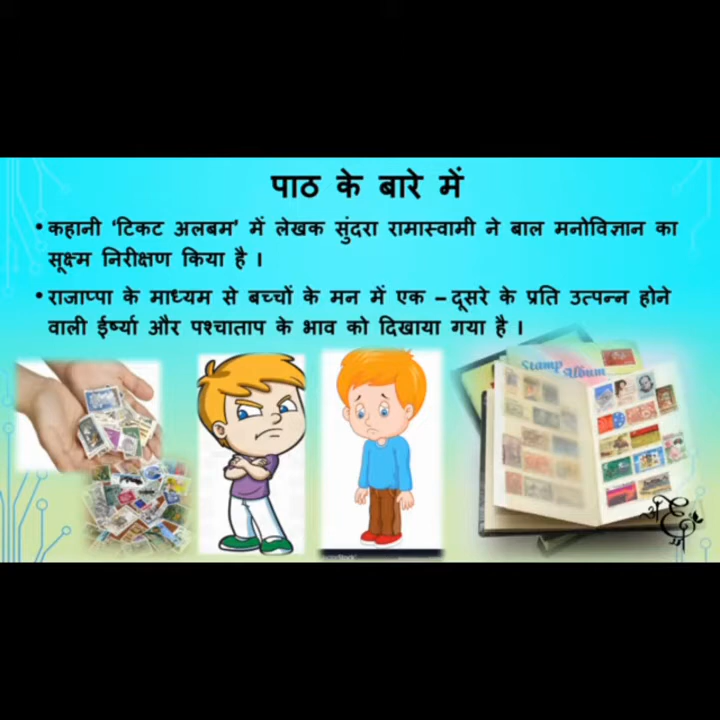 पाठ के बारे में
• कहानी ‘टिकट अलबम’ में लेखक सुंदरा रामास्वामी ने बाल मनोविज्ञान का
सूक्ष्म निरीक्षण किया है ।
• राजाप्पा के माध्यम से बच्चों के मन में एक – दूसरे के प्रति उत्पन्न होने
वाली ईर्ष्या और पश्चाताप के भाव को दिखाया गया है ।
Stamp
Album